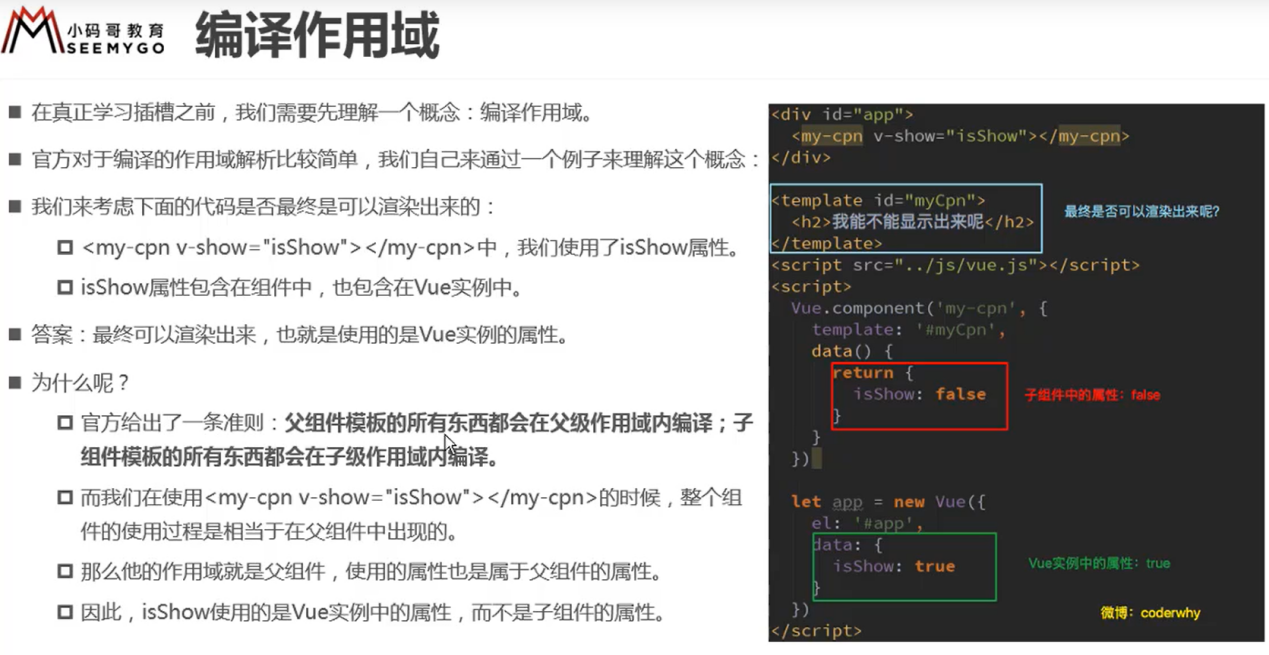 小码哥教育
SEEMYGO
编译作用域
在真正学习插槽之前，我们需要先理解一个概念：编译作用域。
官方对于编译的作用域解析比较简单，我们自己来通过一个例子来理解这个概念：
我们来考虑下面的代码是否最终是可以渲染出来的：
<my-cpn v-show="isShow"></my-cpn>中，我们使用了isShow属性。
isShow属性包含在组件中，也包含在Vue实例中。
答案：最终可以渲染出来，也就是使用的是Vue实例的属性。
为什么呢？
官方给出了一条准则：父组件模板的所有东西都会在父级作用域内编译；子
组件模板的所有东西都会在子级作用域内编译。
而我们在使用<my-cpn v-show="isShow"></my-cpn>的时候，整个组
件的使用过程是相当于在父组件中出现的。
那么他的作用域就是父组件，使用的属性也是属于父组件的属性。
因此，isShow使用的是Vue实例中的属性，而不是子组件的属性。
<div id="app">
<my-cpn v-show="isShow"></my-cpn>
</div>
<template id="myCpn">
<h2>我能不能显示出来呢</h2>
</template>
最终是否可以渲染出来呢？
<script src="../js/vue.js"></script>
<script>
Vue.component('my-cpn', {
template: '#myCpn',
data() {
return {
isShow: false
子组件中的属性：false
}
}
})
let app = new Vue({
el: '#app',
data: {
isShow: true
Vue实例中的属性：true
}
})
微博：coderwhy
</script>